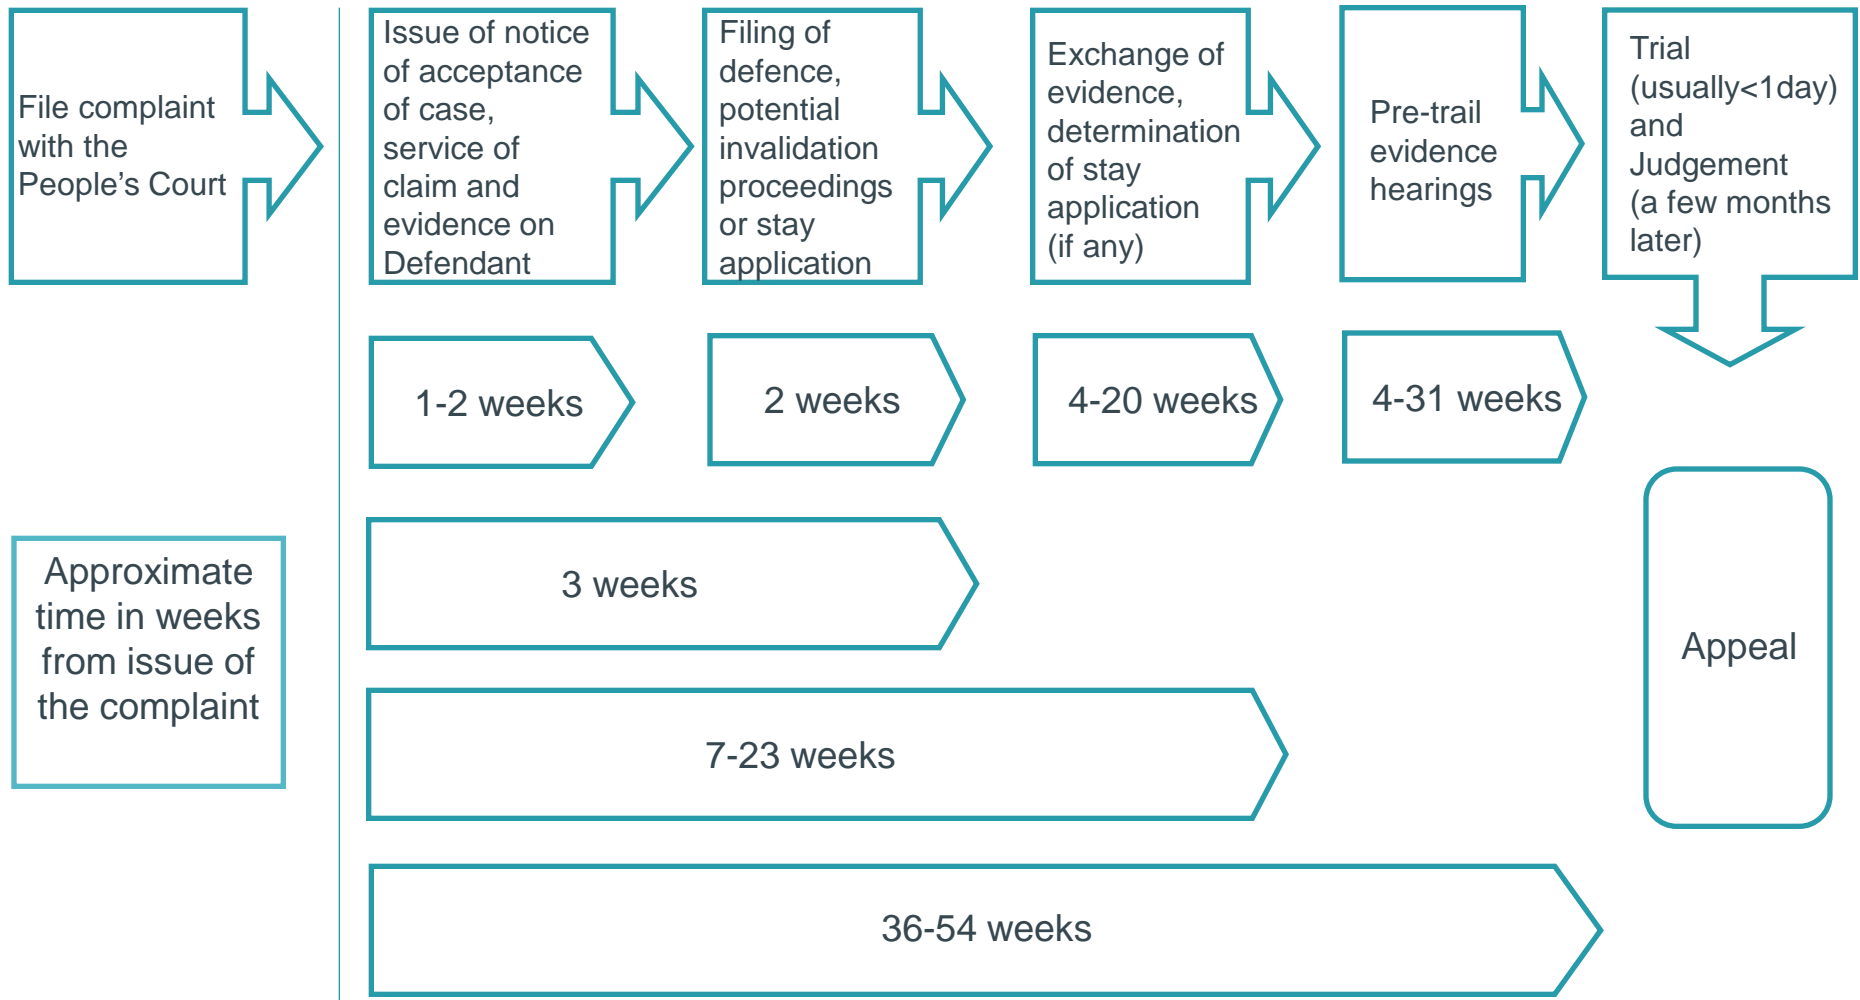 File complaint
with the
People’s Court
Issue of notice
of acceptance
of case,
service of
claim and
evidence on
Defendant
Filing of
defence,
potential
invalidation
proceedings
or stay
application
Exchange of
evidence,
determination
of stay
application
(if any)
Pre-trail
evidence
hearings
Trial
(usually<1day)
and
Judgement
(a few months
later)
1-2 weeks
2 weeks
4-20 weeks
4-31 weeks
Approximate
time in weeks
from issue of
the complaint
3 weeks
7-23 weeks
36-54 weeks
Appeal